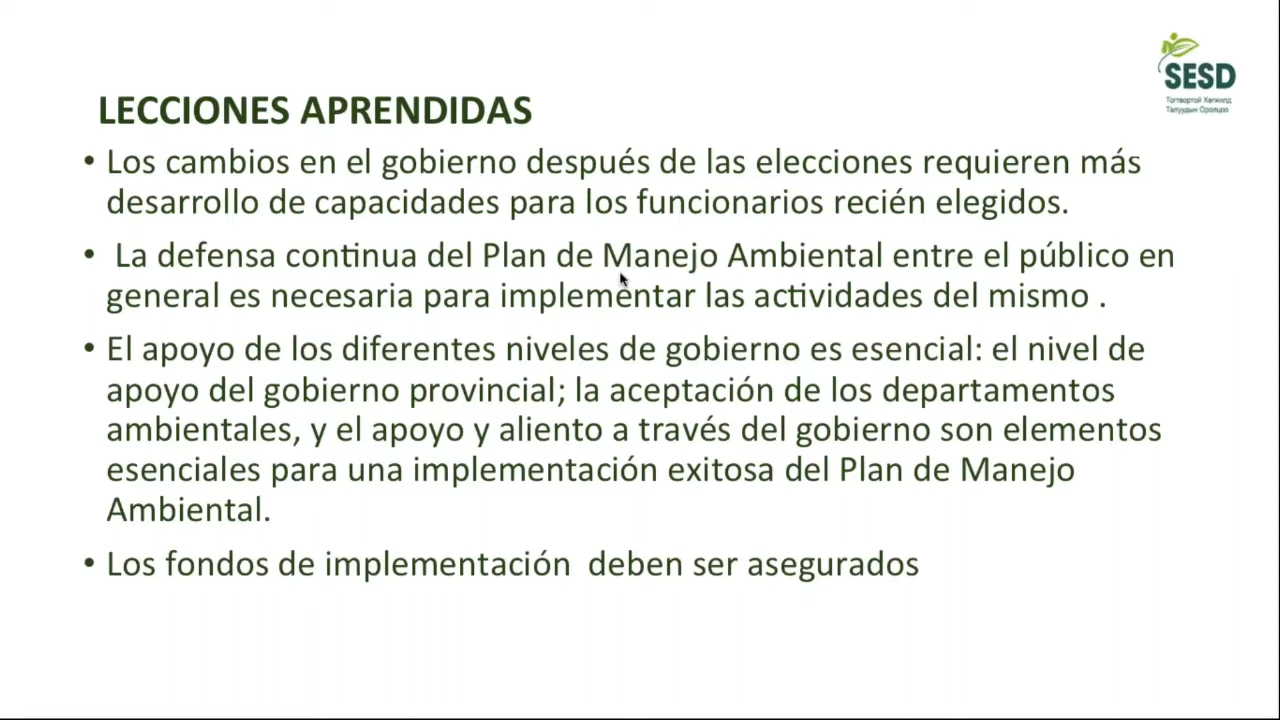 SESD
Тогтвортой Хөгжилд
Талуудын Оролцоо
LECCIONES APRENDIDAS
• Los cambios en el gobierno después de las elecciones requieren más
desarrollo de capacidades para los funcionarios recién elegidos.
• La defensa continua del Plan de Manejo Ambiental entre el público en
general es necesaria para implementar las actividades del mismo .
• El apoyo de los diferentes niveles de gobierno es esencial: el nivel de
apoyo del gobierno provincial; la aceptación de los departamentos
ambientales, y el apoyo y aliento a través del gobierno son elementos
esenciales para una implementación exitosa del Plan de Manejo
Ambiental.
• Los fondos de implementación deben ser asegurados